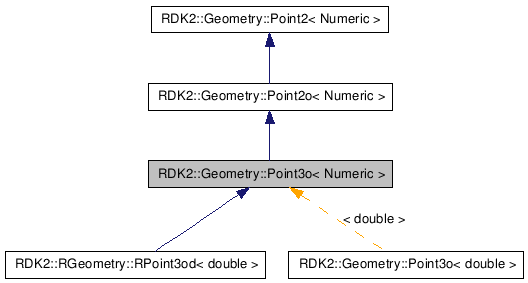 RDK2::Geometry::Point2< Numeric >
RDK2::Geometry::Point2o< Numeric >
RDK2::Geometry::Point3o< Numeric >
< double >
RDK2::RGeometry::RPoint3od< double >
RDK2::Geometry::Point3o< double >